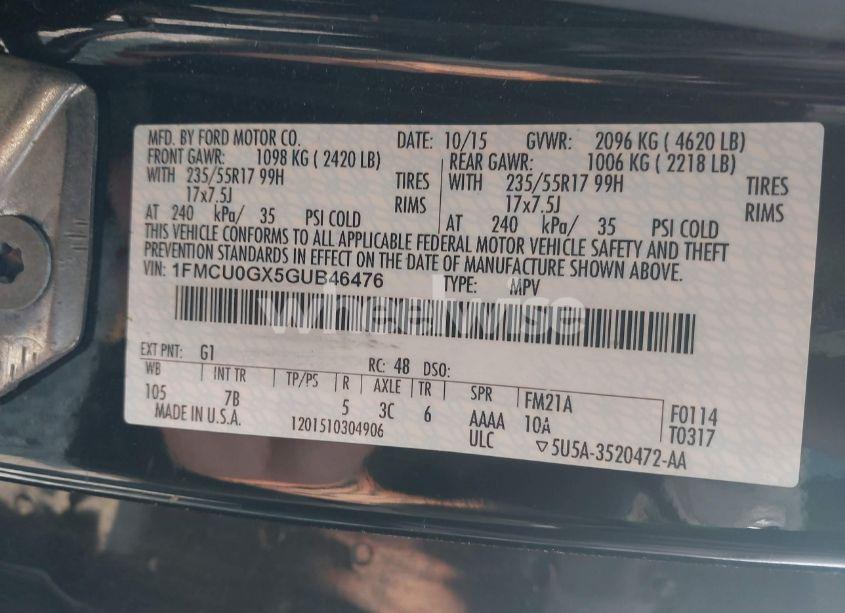 MFD. BY FORD MOTOR CO. DATE: 10/15 GVWR: 2096 KG ( 4620 LB)
FRONT GAWR: 1098 KG ( 2420 LB) REAR GAWR: 1006 KG ( 2218 LB)
WITH 235/55R17 99H TIRES WITH 235/55R17 99H TIRES
17x7.5J RIMS 17x7.5J RIMS
AT 240 kPa/ 35 PSI COLD AT 240 kPa/ 35 PSI COLD
THIS VEHICLE CONFORMS TO ALL APPLICABLE FEDERAL MOTOR VEHICLE SAFETY AND THEFT
PREVENTION STANDARDS IN EFFECT ON THE DATE OF MANUFACTURE SHOWN ABOVE.
VIN: 1FMCU0GX5GUB46476 TYPE: MPV
wheelwise
EXT PNT: G1 RC: 48 DSO:
WB INT TR TP/PS R AXLE TR SPR FM21A F0114
105 7B 5 3C 6 AAAA 10A T0317
MADE IN U.S.A. 1201510304906 ULC ▽5U5A-3520472-AA